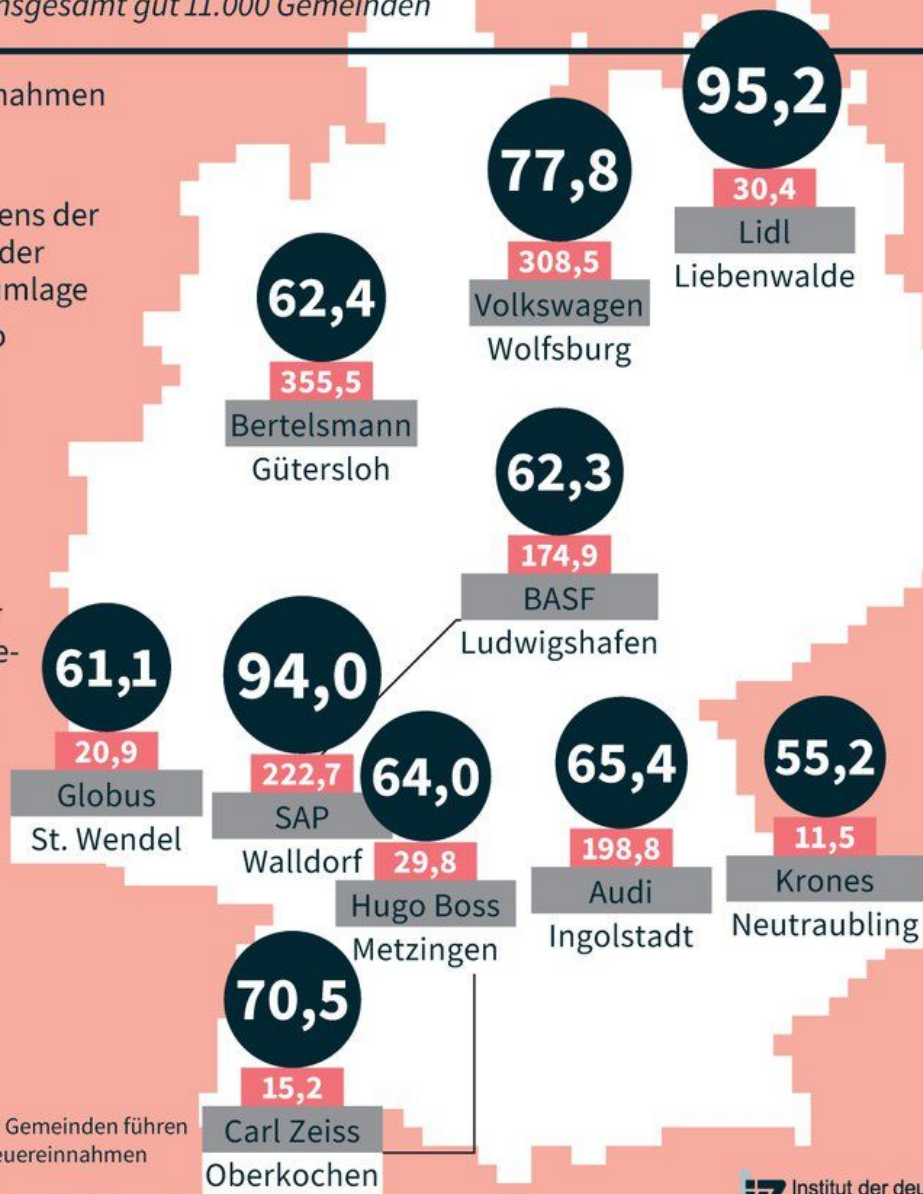 insgesamt gut 11.000 Gemeinden
nahmen
ens der
der
umlage
95,2
30,4
Lidl
Liebenwalde
77,8
308,5
Volkswagen
Wolfsburg
62,4
355,5
Bertelsmann
Gütersloh
62,3
174,9
BASF
Ludwigshafen
e-
61,1
20,9
Globus
St. Wendel
94,0
222,7
SAP
Walldorf
64,0
29,8
Hugo Boss
Metzingen
65,4
198,8
Audi
Ingolstadt
55,2
11,5
Krones
Neutraubling
70,5
15,2
Carl Zeiss
Oberkochen
Gemeinden führen
euereinnahmen
Institut der deu